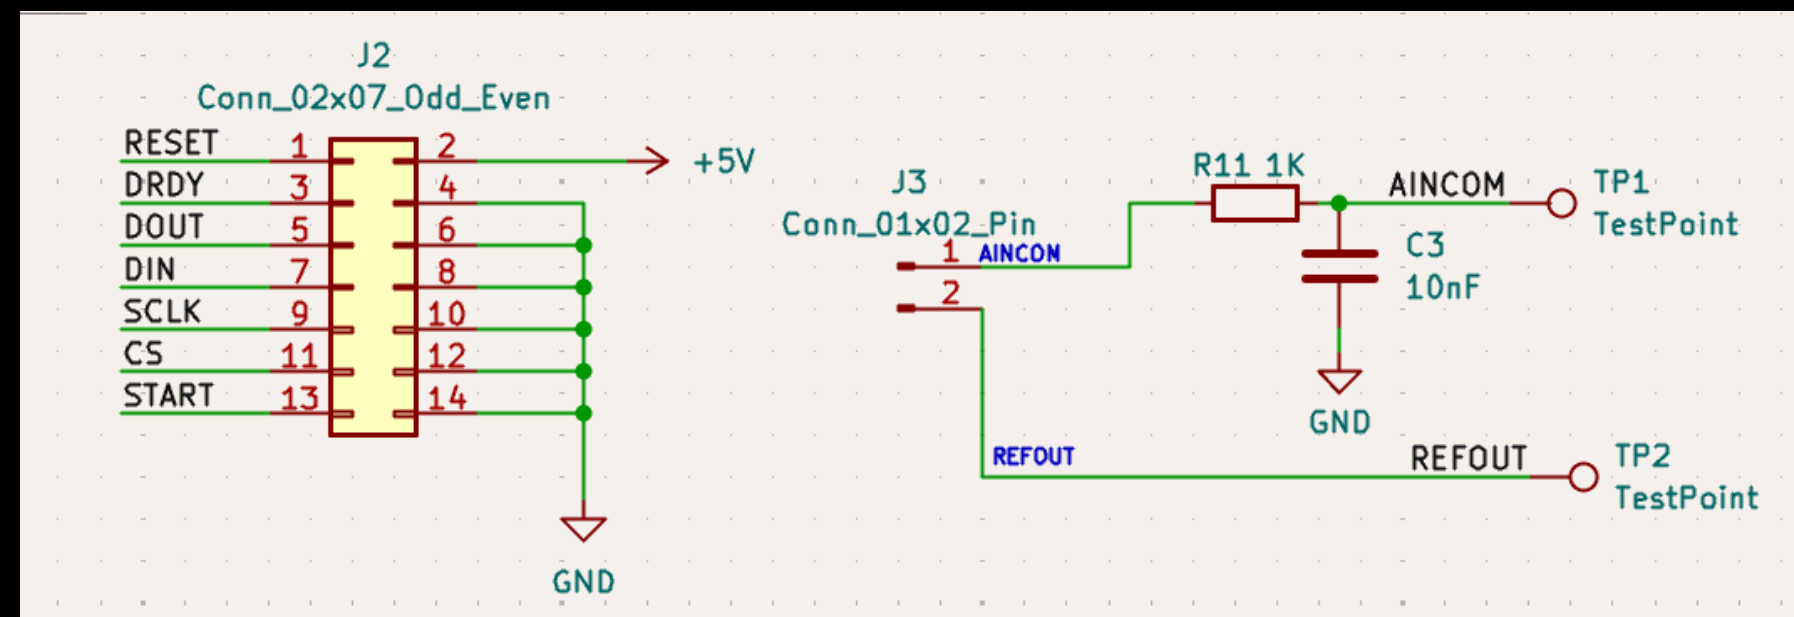 J2
Conn_02x07_Odd_Even
RESET 1 2 +5V
DRDY 3 4
DOUT 5 6
DIN 7 8
SCLK 9 10
CS 11 12
START 13 14
GND
J3
Conn_01x02_Pin
1 AINCON
2
R11 1K
AINCOM
TP1
TestPoint
C3
10nF
GND
REFOUT
REFOUT
TP2
TestPoint